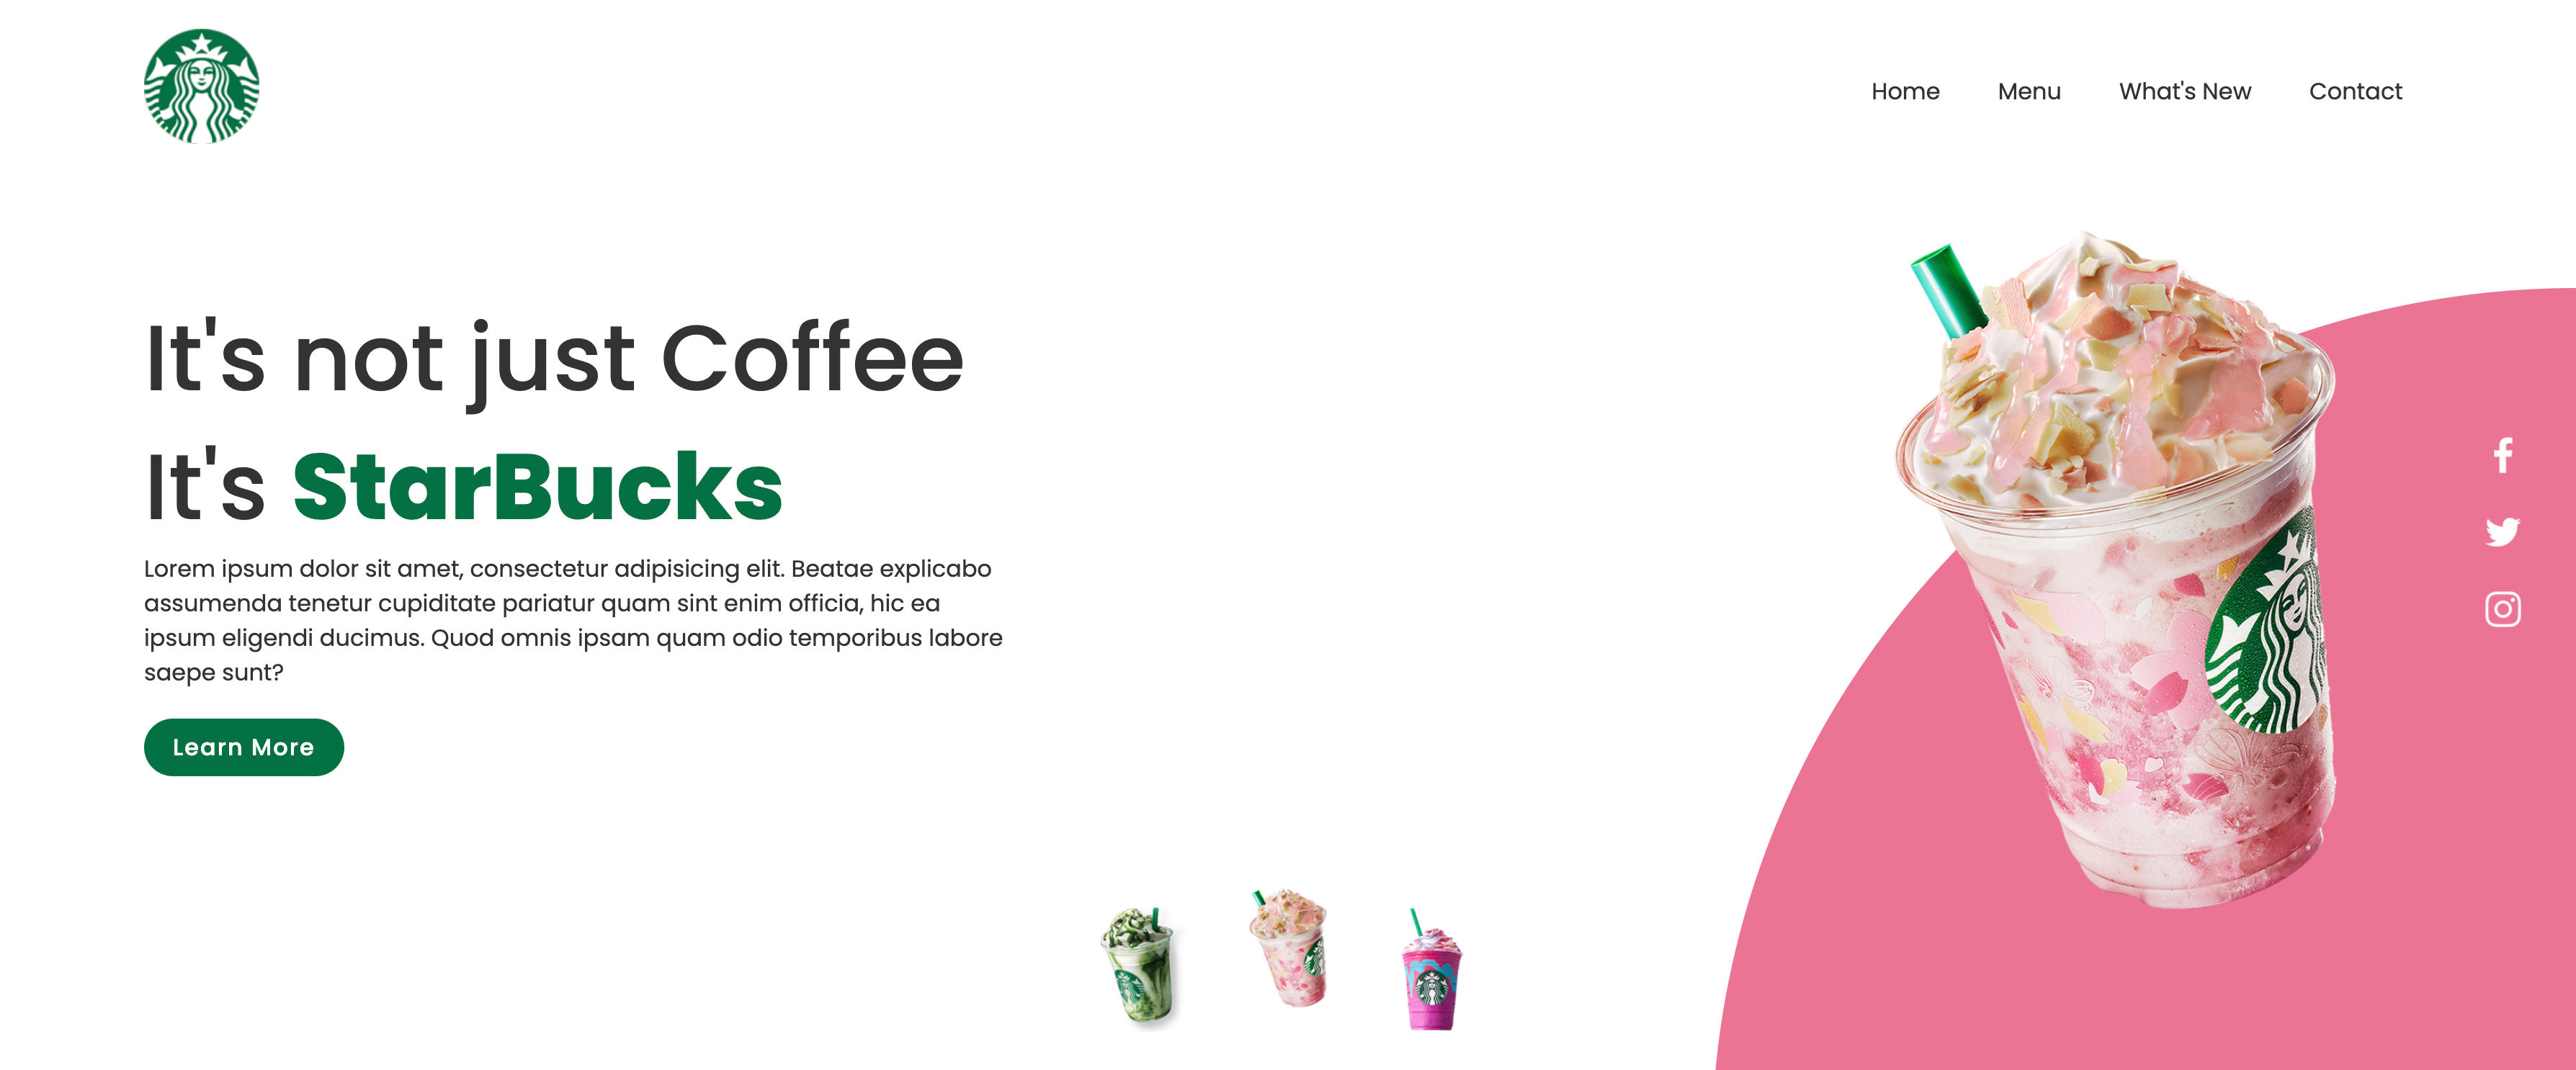 Home Menu What's New Contact
It's not just Coffee
It's StarBucks
Lorem ipsum dolor sit amet, consectetur adipisicing elit. Beatae explicabo
assumenda tenetur cupiditate pariatur quam sint enim officia, hic ea
ipsum eligendi ducimus. Quod omnis ipsam quam odio temporibus labore
saepe sunt?
Learn More